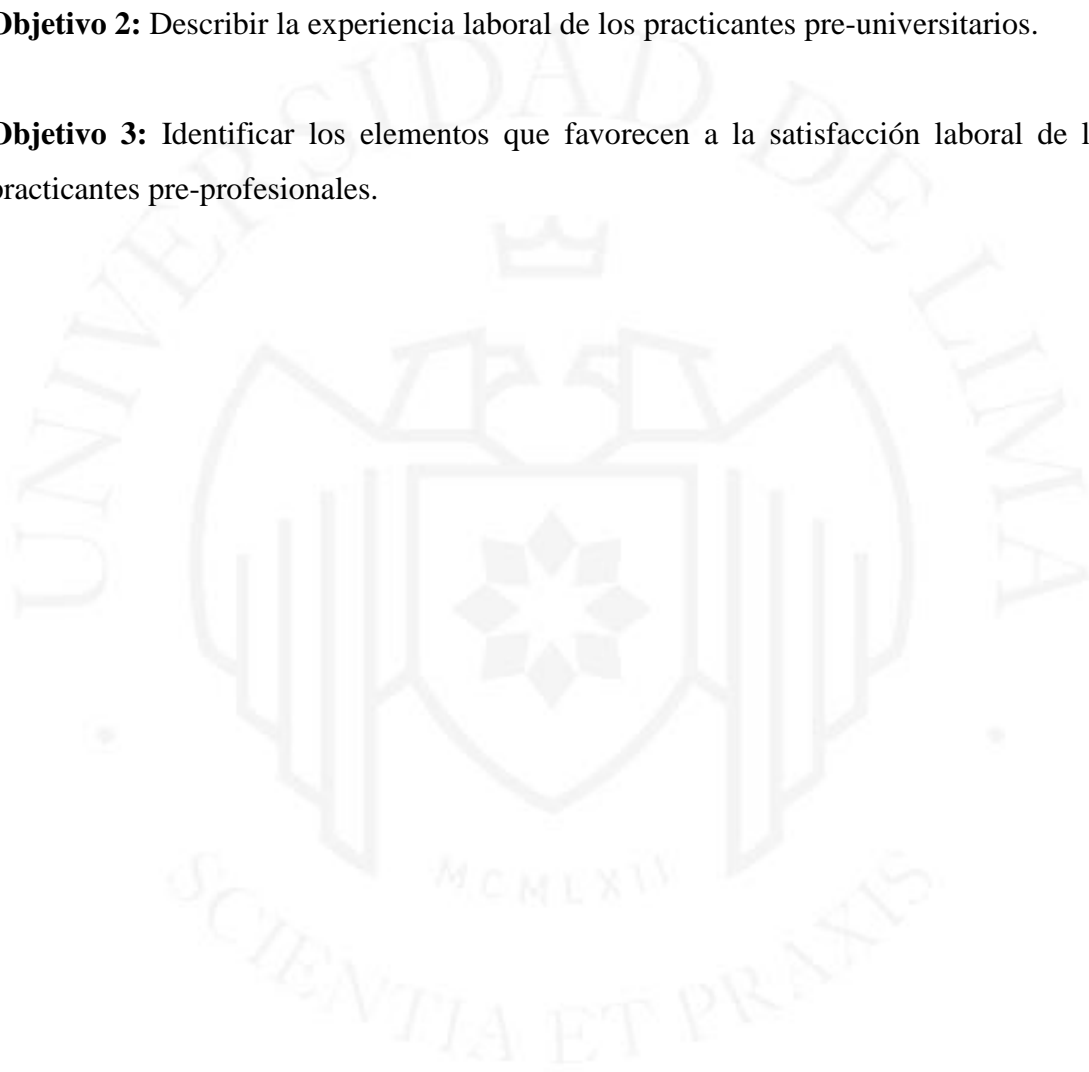 Objetivo 2: Describir la experiencia laboral de los practicantes pre-universitarios.
Objetivo 3: Identificar los elementos que favorecen a la satisfacción laboral de l
practicantes pre-profesionales.
UNIVERSIDAD DE LIMA
MCMLXII
SCIENTIA ET PRAXIS